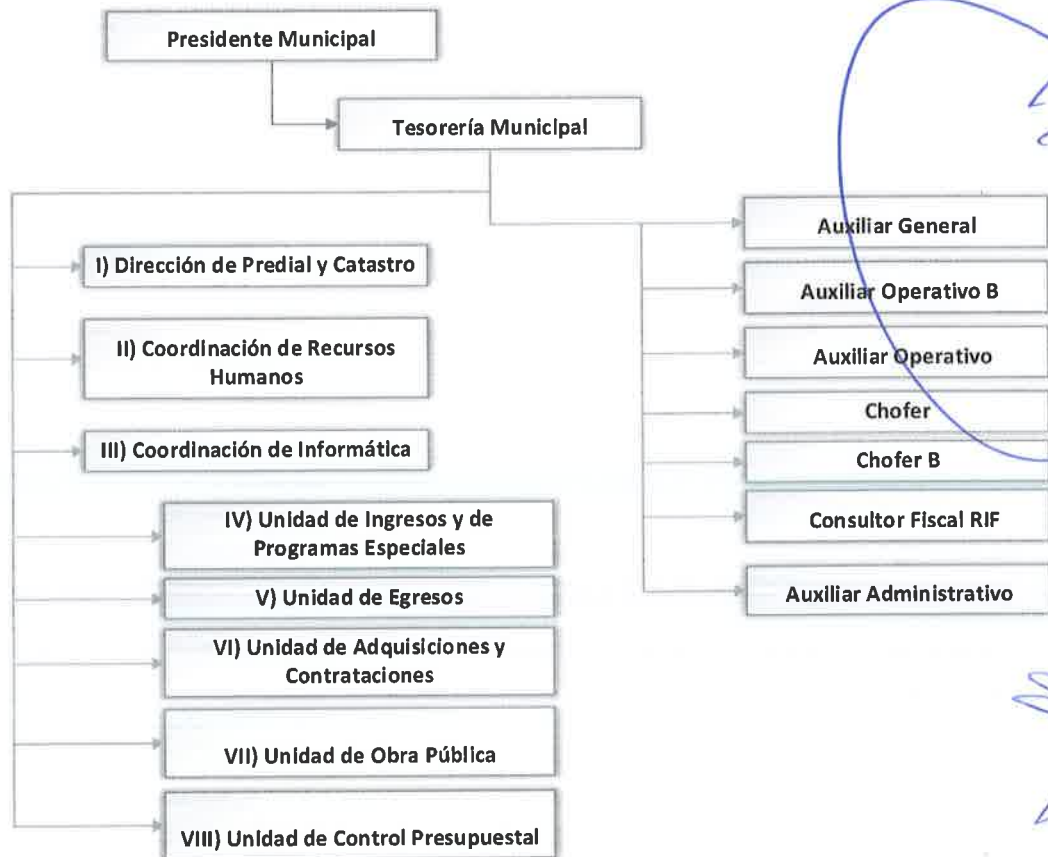 Presidente Municipal
Tesorería Municipal
I) Dirección de Predial y Catastro
II) Coordinación de Recursos
Humanos
III) Coordinación de Informática
IV) Unidad de Ingresos y de
Programas Especiales
V) Unidad de Egresos
VI) Unidad de Adquisiciones y
Contrataciones
VII) Unidad de Obra Pública
VIII) Unidad de Control Presupuestal
Auxiliar General
Auxiliar Operativo B
Auxiliar Operativo
Chofer
Chofer B
Consultor Fiscal RIF
Auxiliar Administrativo